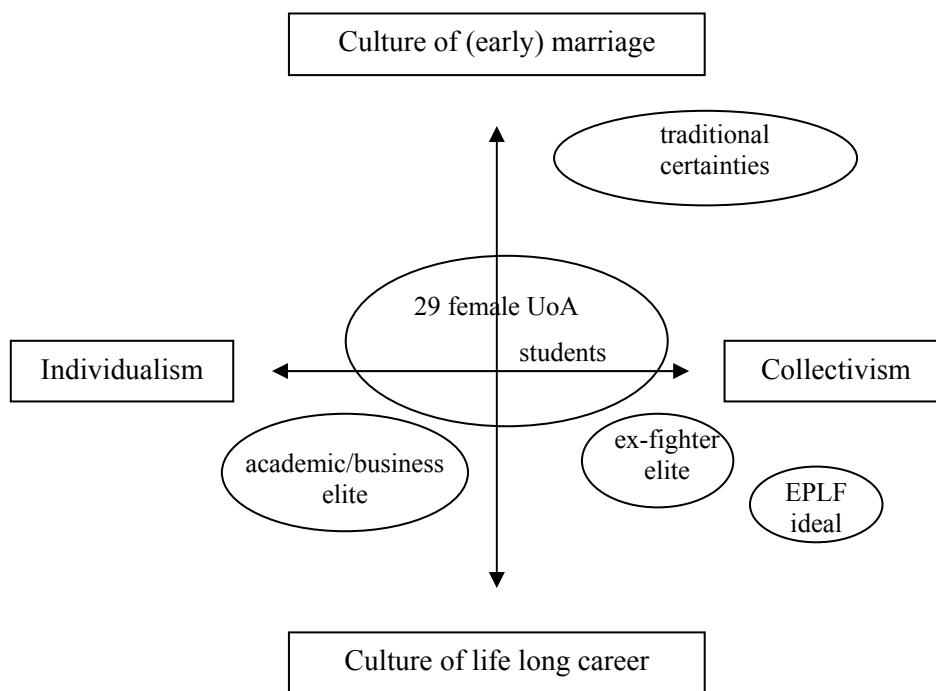 Culture of (early) marriage
traditional
certainties
29 female UoA
students
Individualism
Collectivism
academic/business
elite
ex-fighter
elite
EPLF
ideal
Culture of life long career